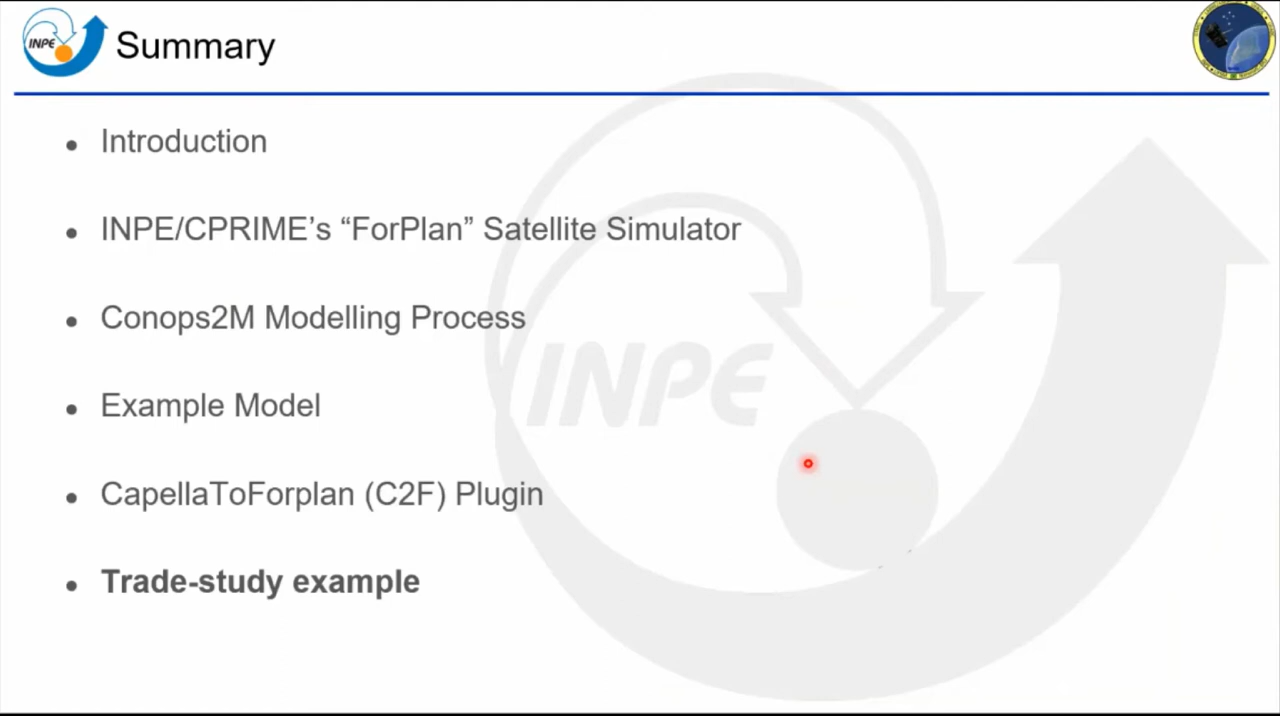 INPE
Summary
• Introduction
• INPE/CPRIME’s “ForPlan” Satellite Simulator
• Conops2M Modelling Process
INPE
• Example Model
• CapellaToForplan (C2F) Plugin
• Trade-study example